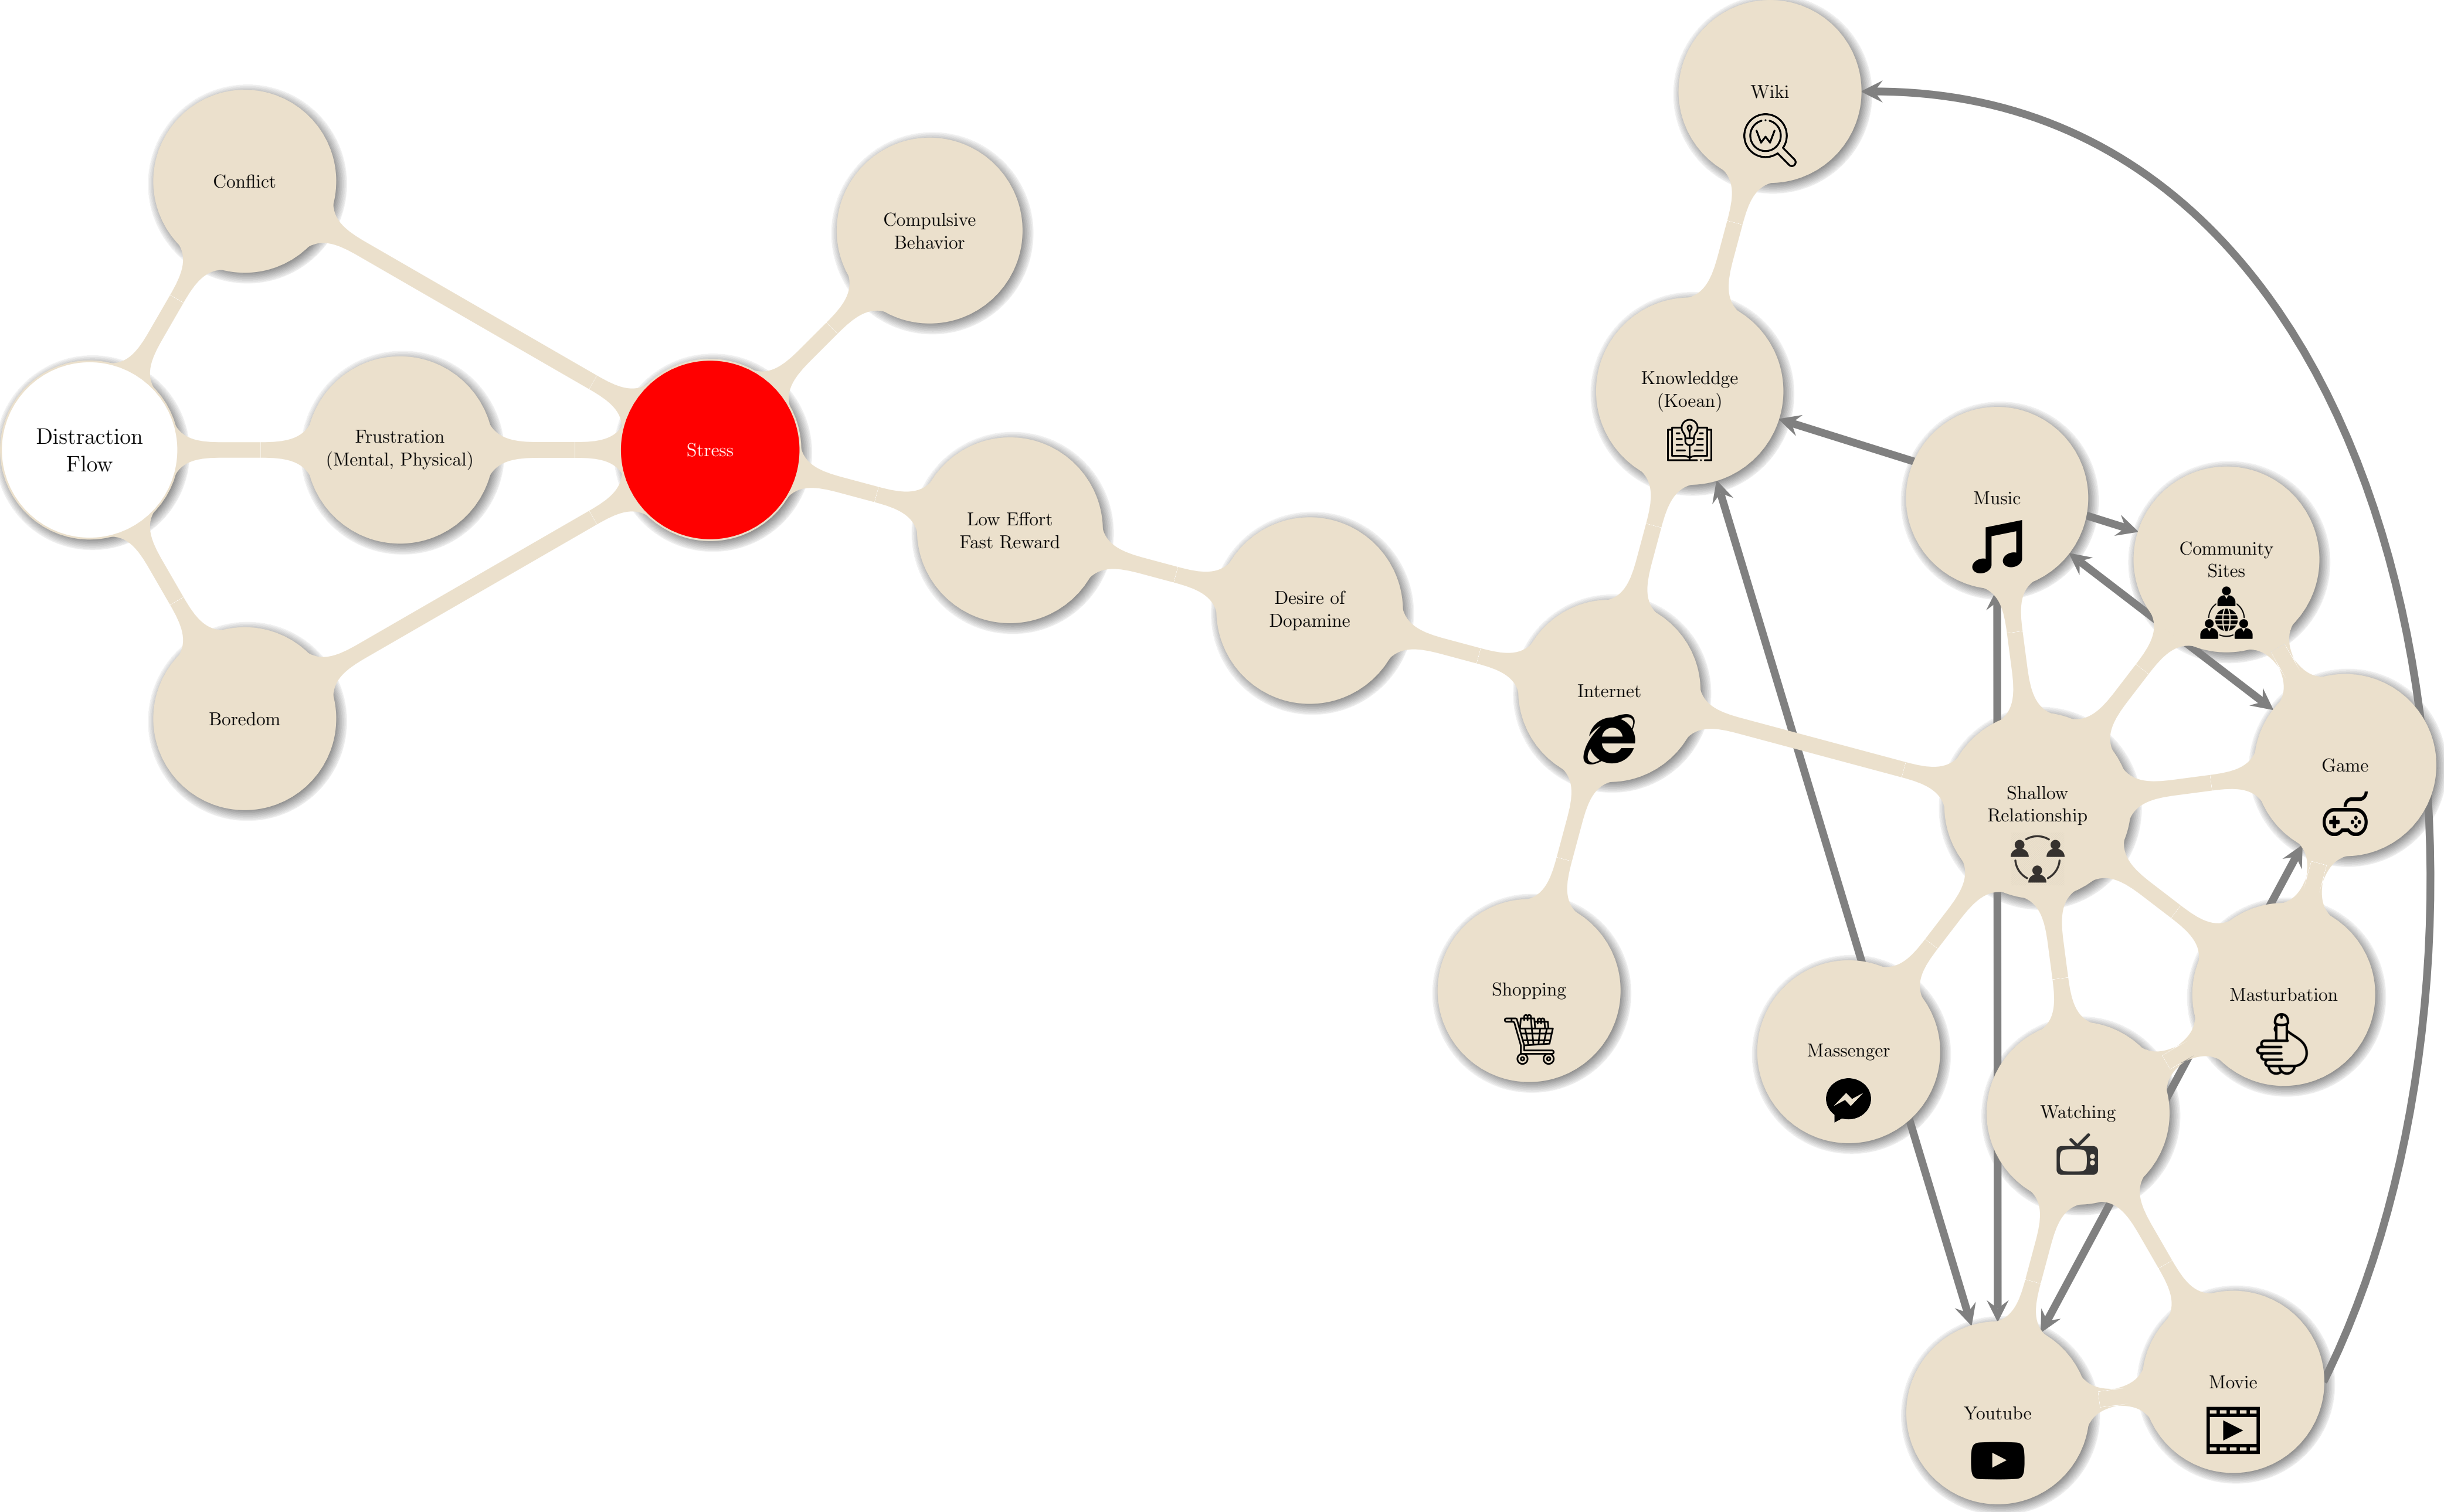 Distraction
Flow
Conflict
Frustration
(Mental, Physical)
Boredom
Stress
Compulsive
Behavior
Low Effort
Fast Reward
Desire of
Dopamine
Internet
Shopping
Knowleddge
(Koean)
Wiki
W
Music
Community
Sites
Game
Shallow
Relationship
Massenger
Masturbation
Watching
Youtube
Movie